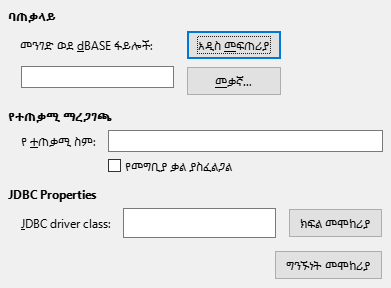 ባጠቃላይ
መንገድ ወደ dBASE ፋይሎች: አዲስ መፍጠሪያ
መቃኛ...
የተጠቃሚ ማረጋገጫ
የ ተጠቃሚ ስም:
የመግቢያ ቃል ያስፈልጋል
JDBC Properties
JDBC driver class: ክፍል መሞከሪያ
ግንኙነት መሞከሪያ